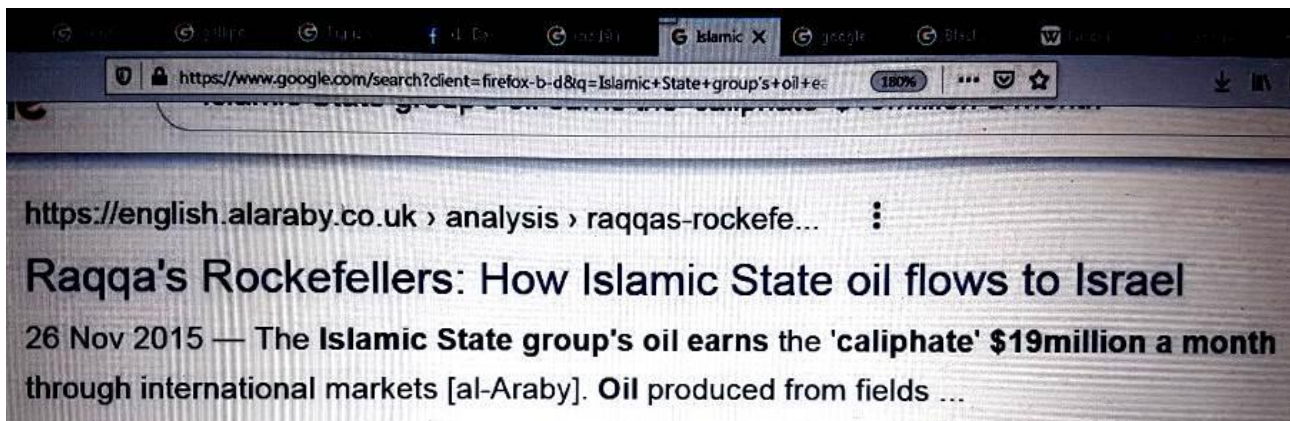 Islamic
https://www.google.com/search?client=firefox-b-d&q=Islamic+State+group's+oil+ea 180%
https://english.alaraby.co.uk › analysis › raqqas-rockefe...
Raqqa's Rockefellers: How Islamic State oil flows to Israel
26 Nov 2015 — The Islamic State group's oil earns the 'caliphate' $19million a month
through international markets [al-Araby]. Oil produced from fields ...